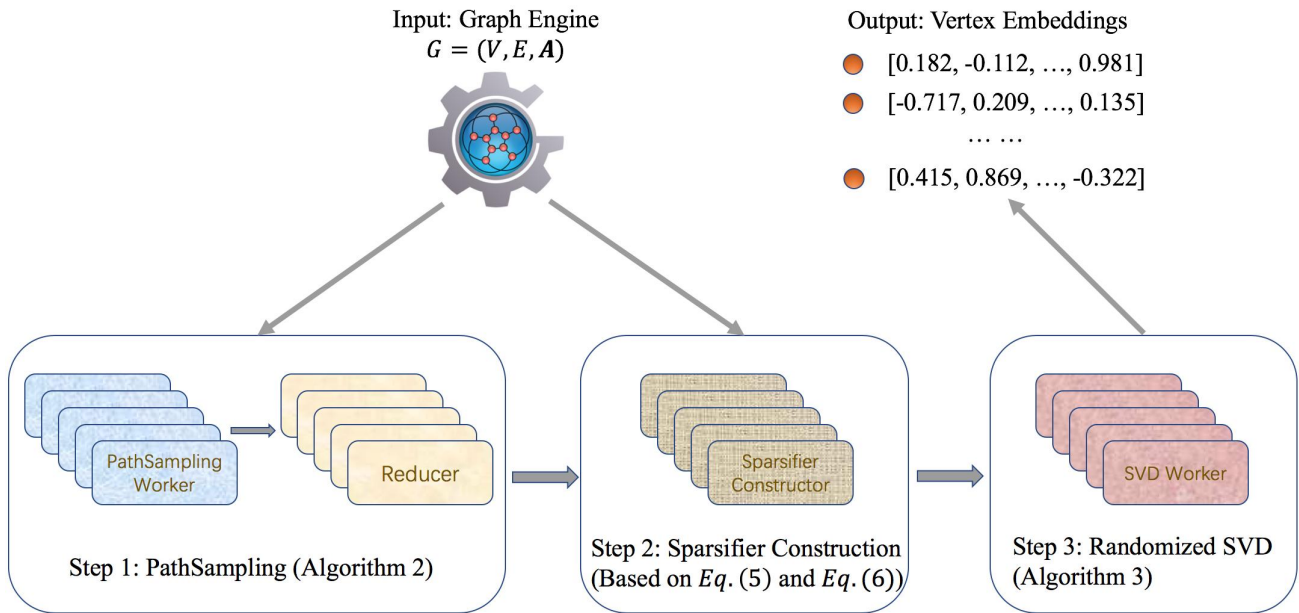 Input: Graph Engine
G = (V, E, A)
Output: Vertex Embeddings
[0.182, -0.112, …, 0.981]
[-0.717, 0.209, …, 0.135]
… …
[0.415, 0.869, …, -0.322]
PathSampling
Worker
Reducer
Step 1: PathSampling (Algorithm 2)
Sparsifier
Constructor
Step 2: Sparsifier Construction
(Based on Eq. (5) and Eq. (6))
SVD Worker
Step 3: Randomized SVD
(Algorithm 3)